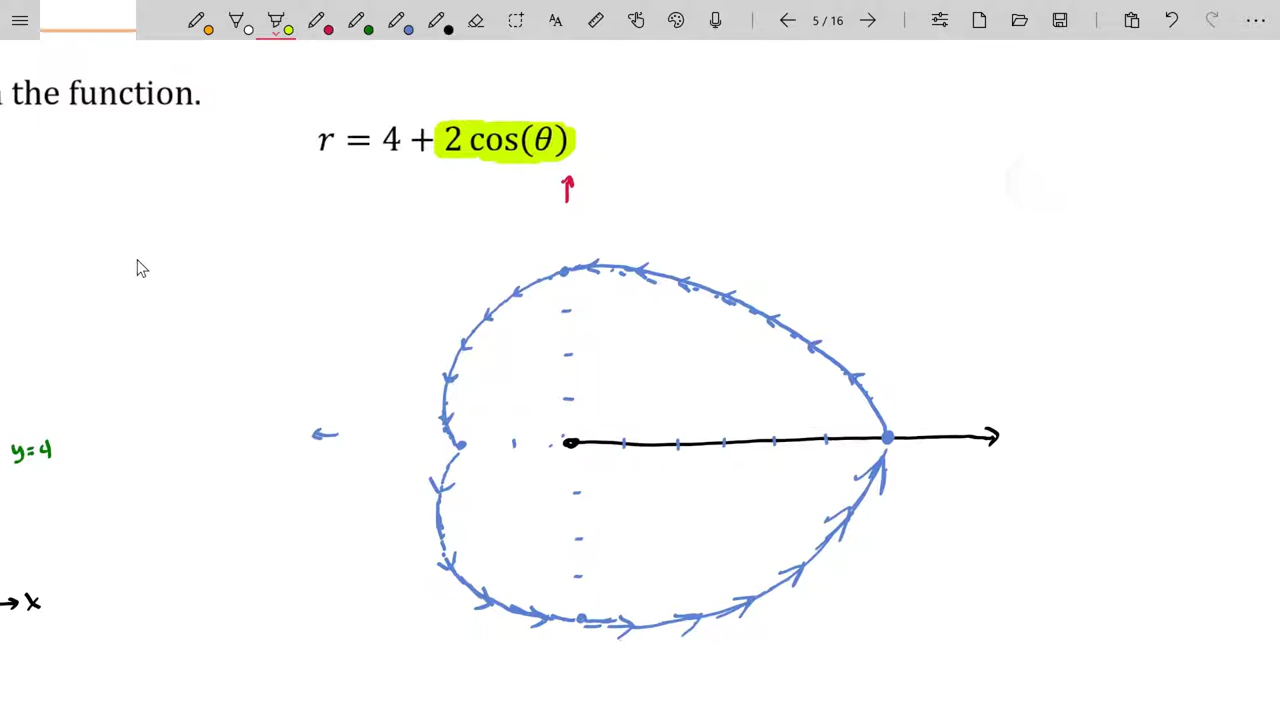 5 / 16
the function.
r = 4 + 2 cos(θ)
y=4
x